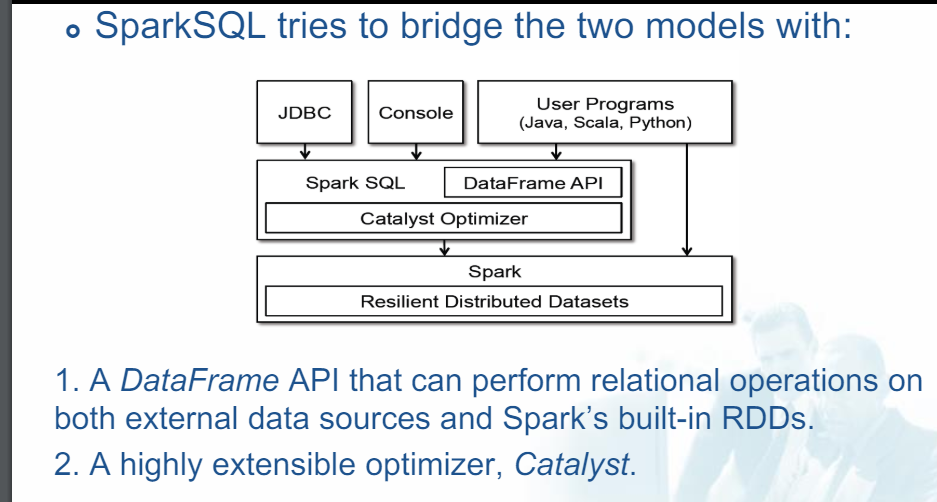 SparkSQL tries to bridge the two models with:
JDBC
Console
User Programs
(Java, Scala, Python)
Spark SQL
DataFrame API
Catalyst Optimizer
Spark
Resilient Distributed Datasets
1. A DataFrame API that can perform relational operations on
both external data sources and Spark's built-in RDDs.
2. A highly extensible optimizer, Catalyst.